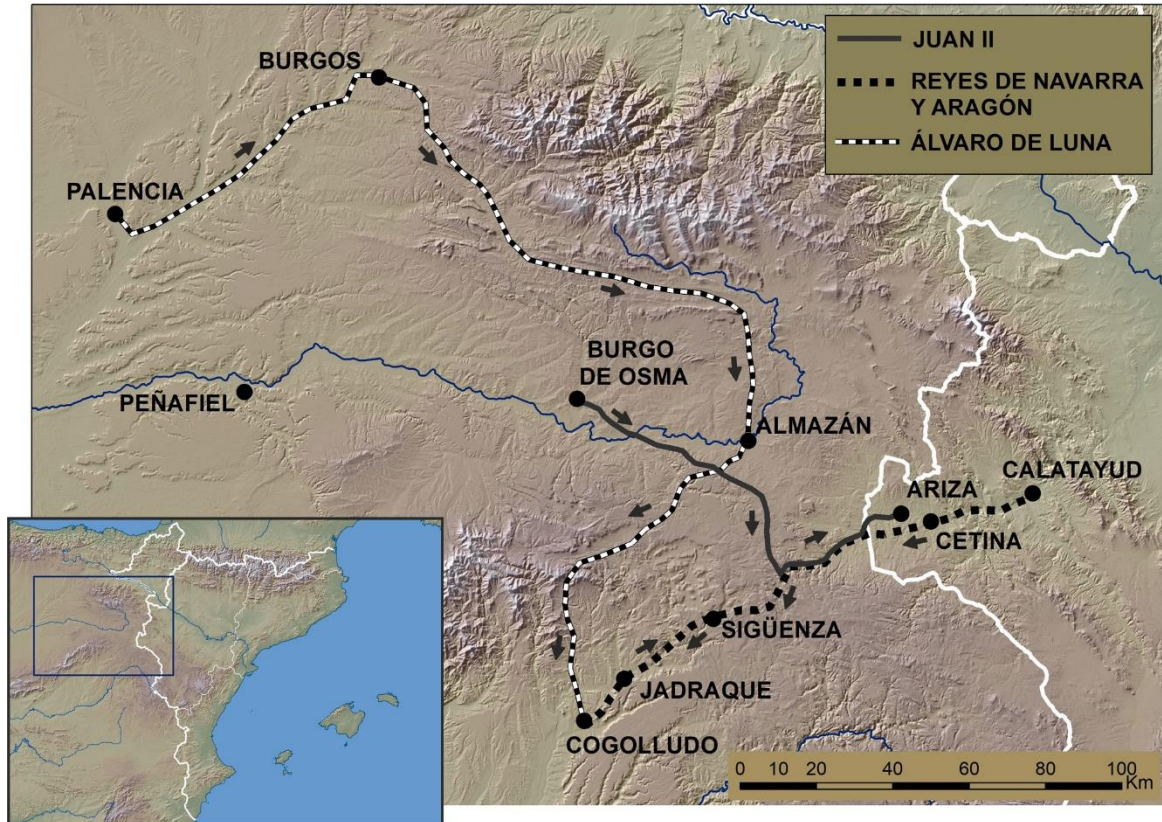 JUAN II
REYES DE NAVARRA
Y ARAGÓN
ÁLVARO DE LUNA
BURGOS
PALENCIA
BURGO
DE OSMA
PEÑAFIEL
ALMAZÁN
CALATAYUD
ARIZA
CETINA
SIGÜENZA
JADRAQUE
COGOLLUDO
0 10 20 40 60 80 100
Km